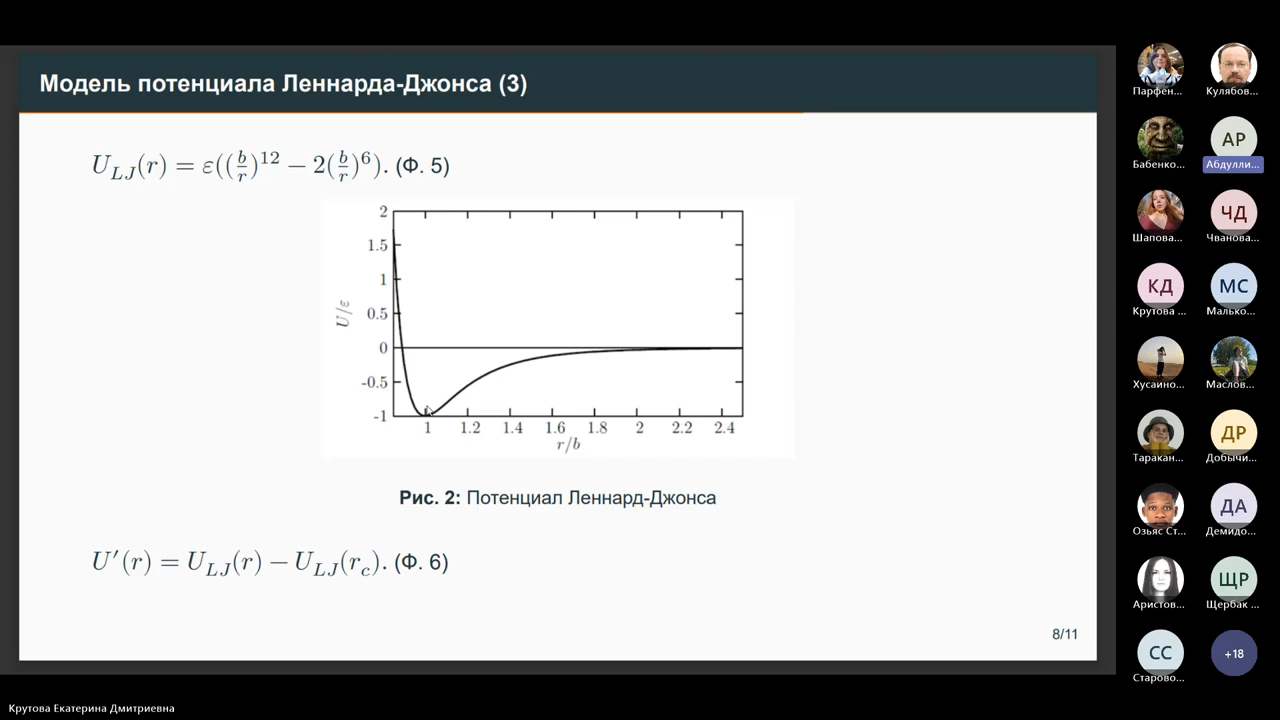 Модель потенциала Леннарда-Джонса (3)
U_{LJ}(r) = ε((b/r)^{12} − 2(b/r)^6). (Ф. 5)
2
1.5
1
0.5
0
-0.5
-1
U/ε
1 1.2 1.4 1.6 1.8 2 2.2 2.4
r/b
Рис. 2: Потенциал Леннард-Джонса
U′(r) = U_{LJ}(r) − U_{LJ}(r_c). (Ф. 6)
8/11
Парфен... Кулябов...
АР
Бабенко... Абдулли...
ЧД
Шапова... Чванова...
КД МС
Крутова ... Малько...
Хусаино... Маслов...
ДР
Таракан... Добычи...
ДА
Озьяс Ст... Демидо...
ЩР
Аристов... Щербак ...
СС +18
Старово...
Крутова Екатерина Дмитриевна